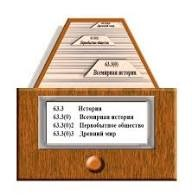 63.3(0)
Всемирная история
63.3 История
63.3(0) Всемирная история
63.3(0)2 Первобытное общество
63.3(0)3 Древний мир